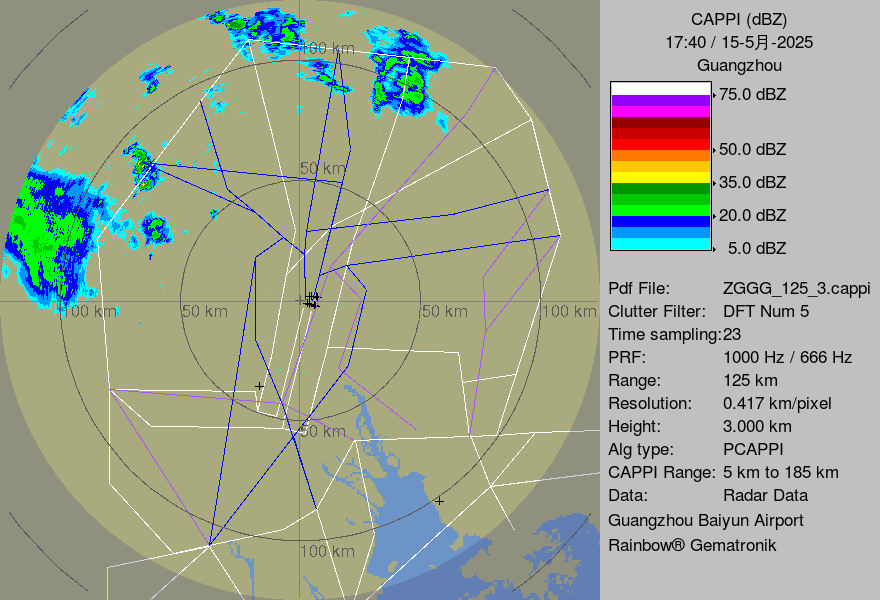 CAPPI (dBZ)
17:40 / 15-5月-2025
Guangzhou
75.0 dBZ
50.0 dBZ
35.0 dBZ
20.0 dBZ
5.0 dBZ
Pdf File: ZGGG_125_3.cappi
Clutter Filter: DFT Num 5
Time sampling:23
PRF: 1000 Hz / 666 Hz
Range: 125 km
Resolution: 0.417 km/pixel
Height: 3.000 km
Alg type: PCAPPI
CAPPI Range: 5 km to 185 km
Data: Radar Data
Guangzhou Baiyun Airport
Rainbow® Gematronik
100 km
50 km
100 km
50 km
50 km
100 km
50 km
100 km